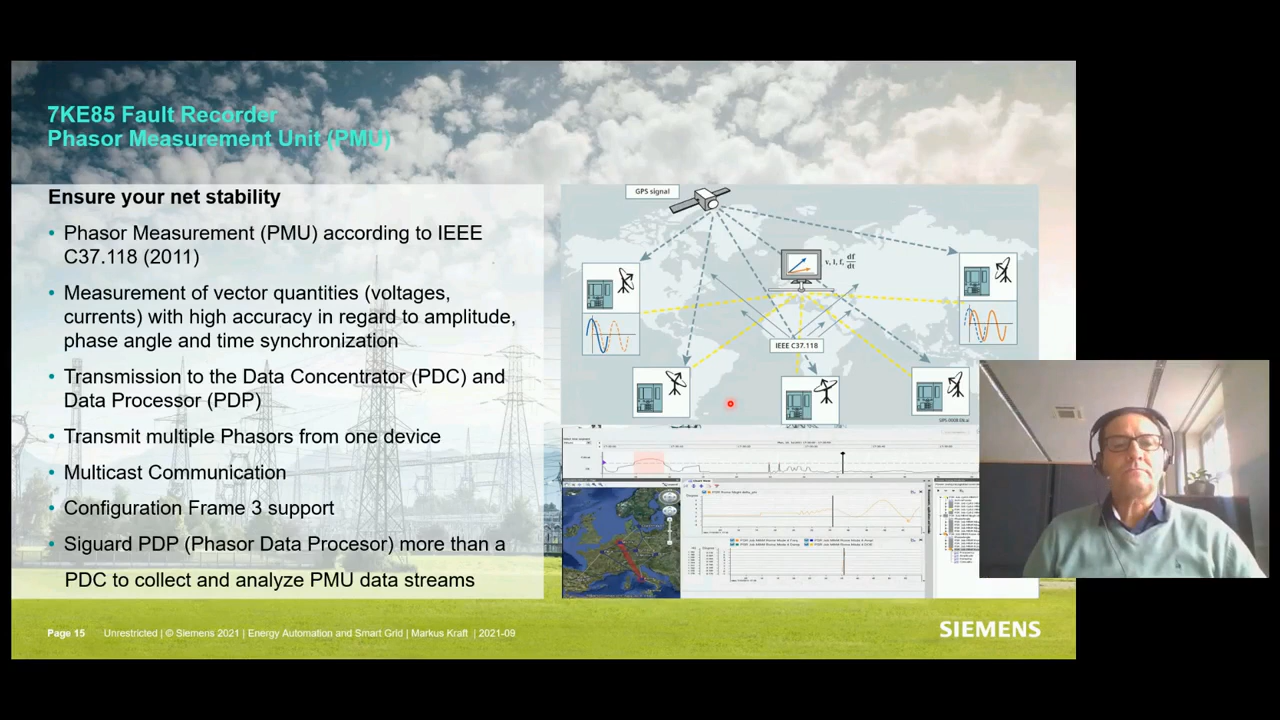 7KE85 Fault Recorder
Phasor Measurement Unit (PMU)
Ensure your net stability
• Phasor Measurement (PMU) according to IEEE
C37.118 (2011)
• Measurement of vector quantities (voltages,
currents) with high accuracy in regard to amplitude,
phase angle and time synchronization
• Transmission to the Data Concentrator (PDC) and
Data Processor (PDP)
• Transmit multiple Phasors from one device
• Multicast Communication
• Configuration Frame 3 support
• Siguard PDP (Phasor Data Procesor) more than a
PDC to collect and analyze PMU data streams
GPS signal
v, I, f, df
dt
IEEE C37.118
Page 15 Unrestricted | © Siemens 2021 | Energy Automation and Smart Grid | Markus Kraft | 2021-09
SIEMENS